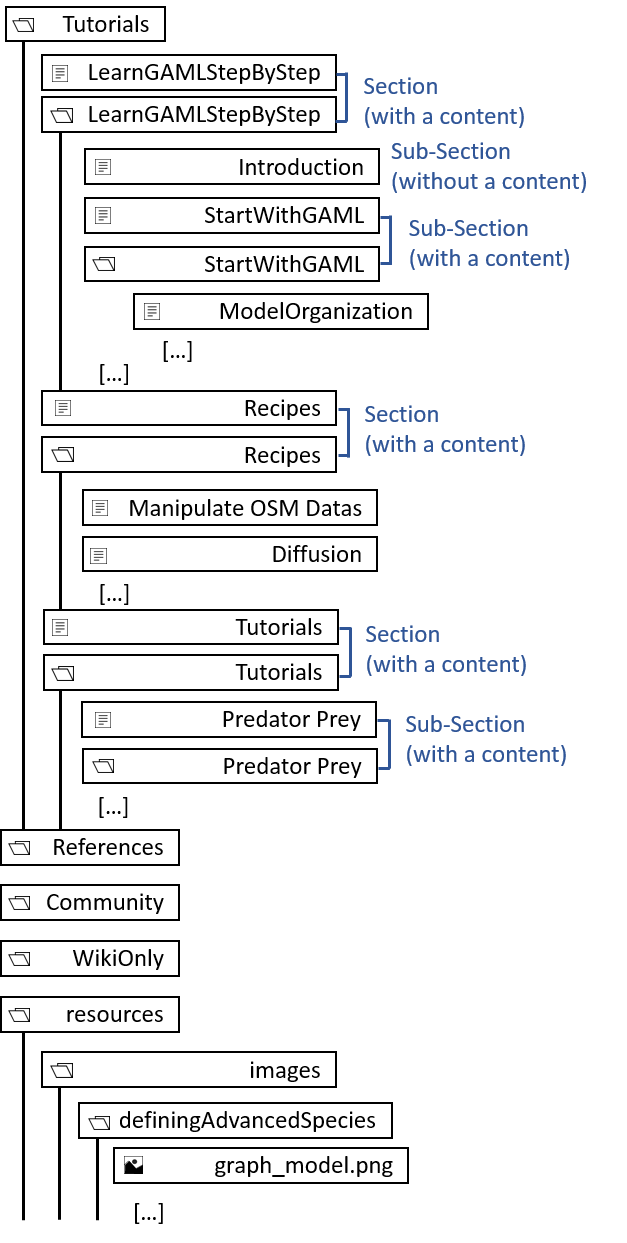 Tutorials
LearnGAMLStepByStep
LearnGAMLStepByStep
Section
(with a content)
Introduction
Sub-Section
(without a content)
StartWithGAML
StartWithGAML
Sub-Section
(with a content)
ModelOrganization
[...]
[...]
Recipes
Recipes
Section
(with a content)
Manipulate OSM Datas
Diffusion
[...]
Tutorials
Tutorials
Section
(with a content)
Predator Prey
Predator Prey
Sub-Section
(with a content)
[...]
References
Community
WikiOnly
resources
images
definingAdvancedSpecies
graph_model.png
[...]